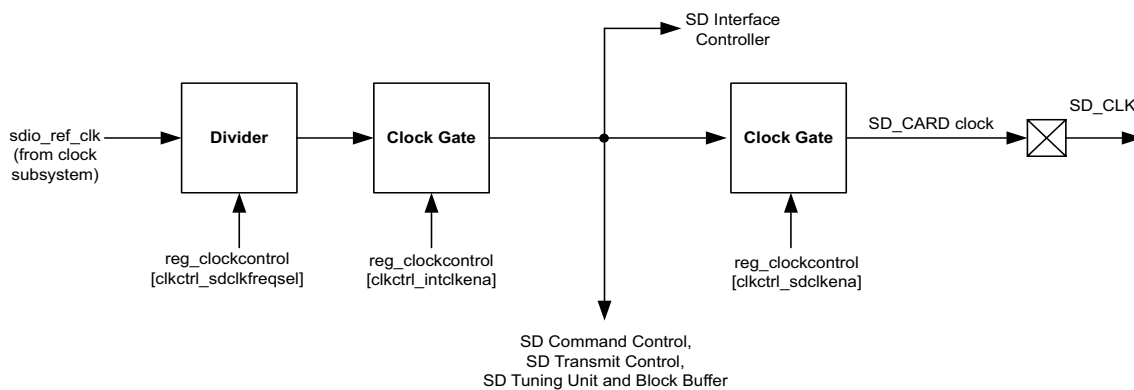 SD Interface
Controller
sdio_ref_clk
(from clock
subsystem)
Divider
Clock Gate
Clock Gate
SD_CARD clock
SD_CLK
reg_clockcontrol
[clkctrl_sdclkfreqsel]
reg_clockcontrol
[clkctrl_intclkena]
reg_clockcontrol
[clkctrl_sdclkena]
SD Command Control,
SD Transmit Control,
SD Tuning Unit and Block Buffer